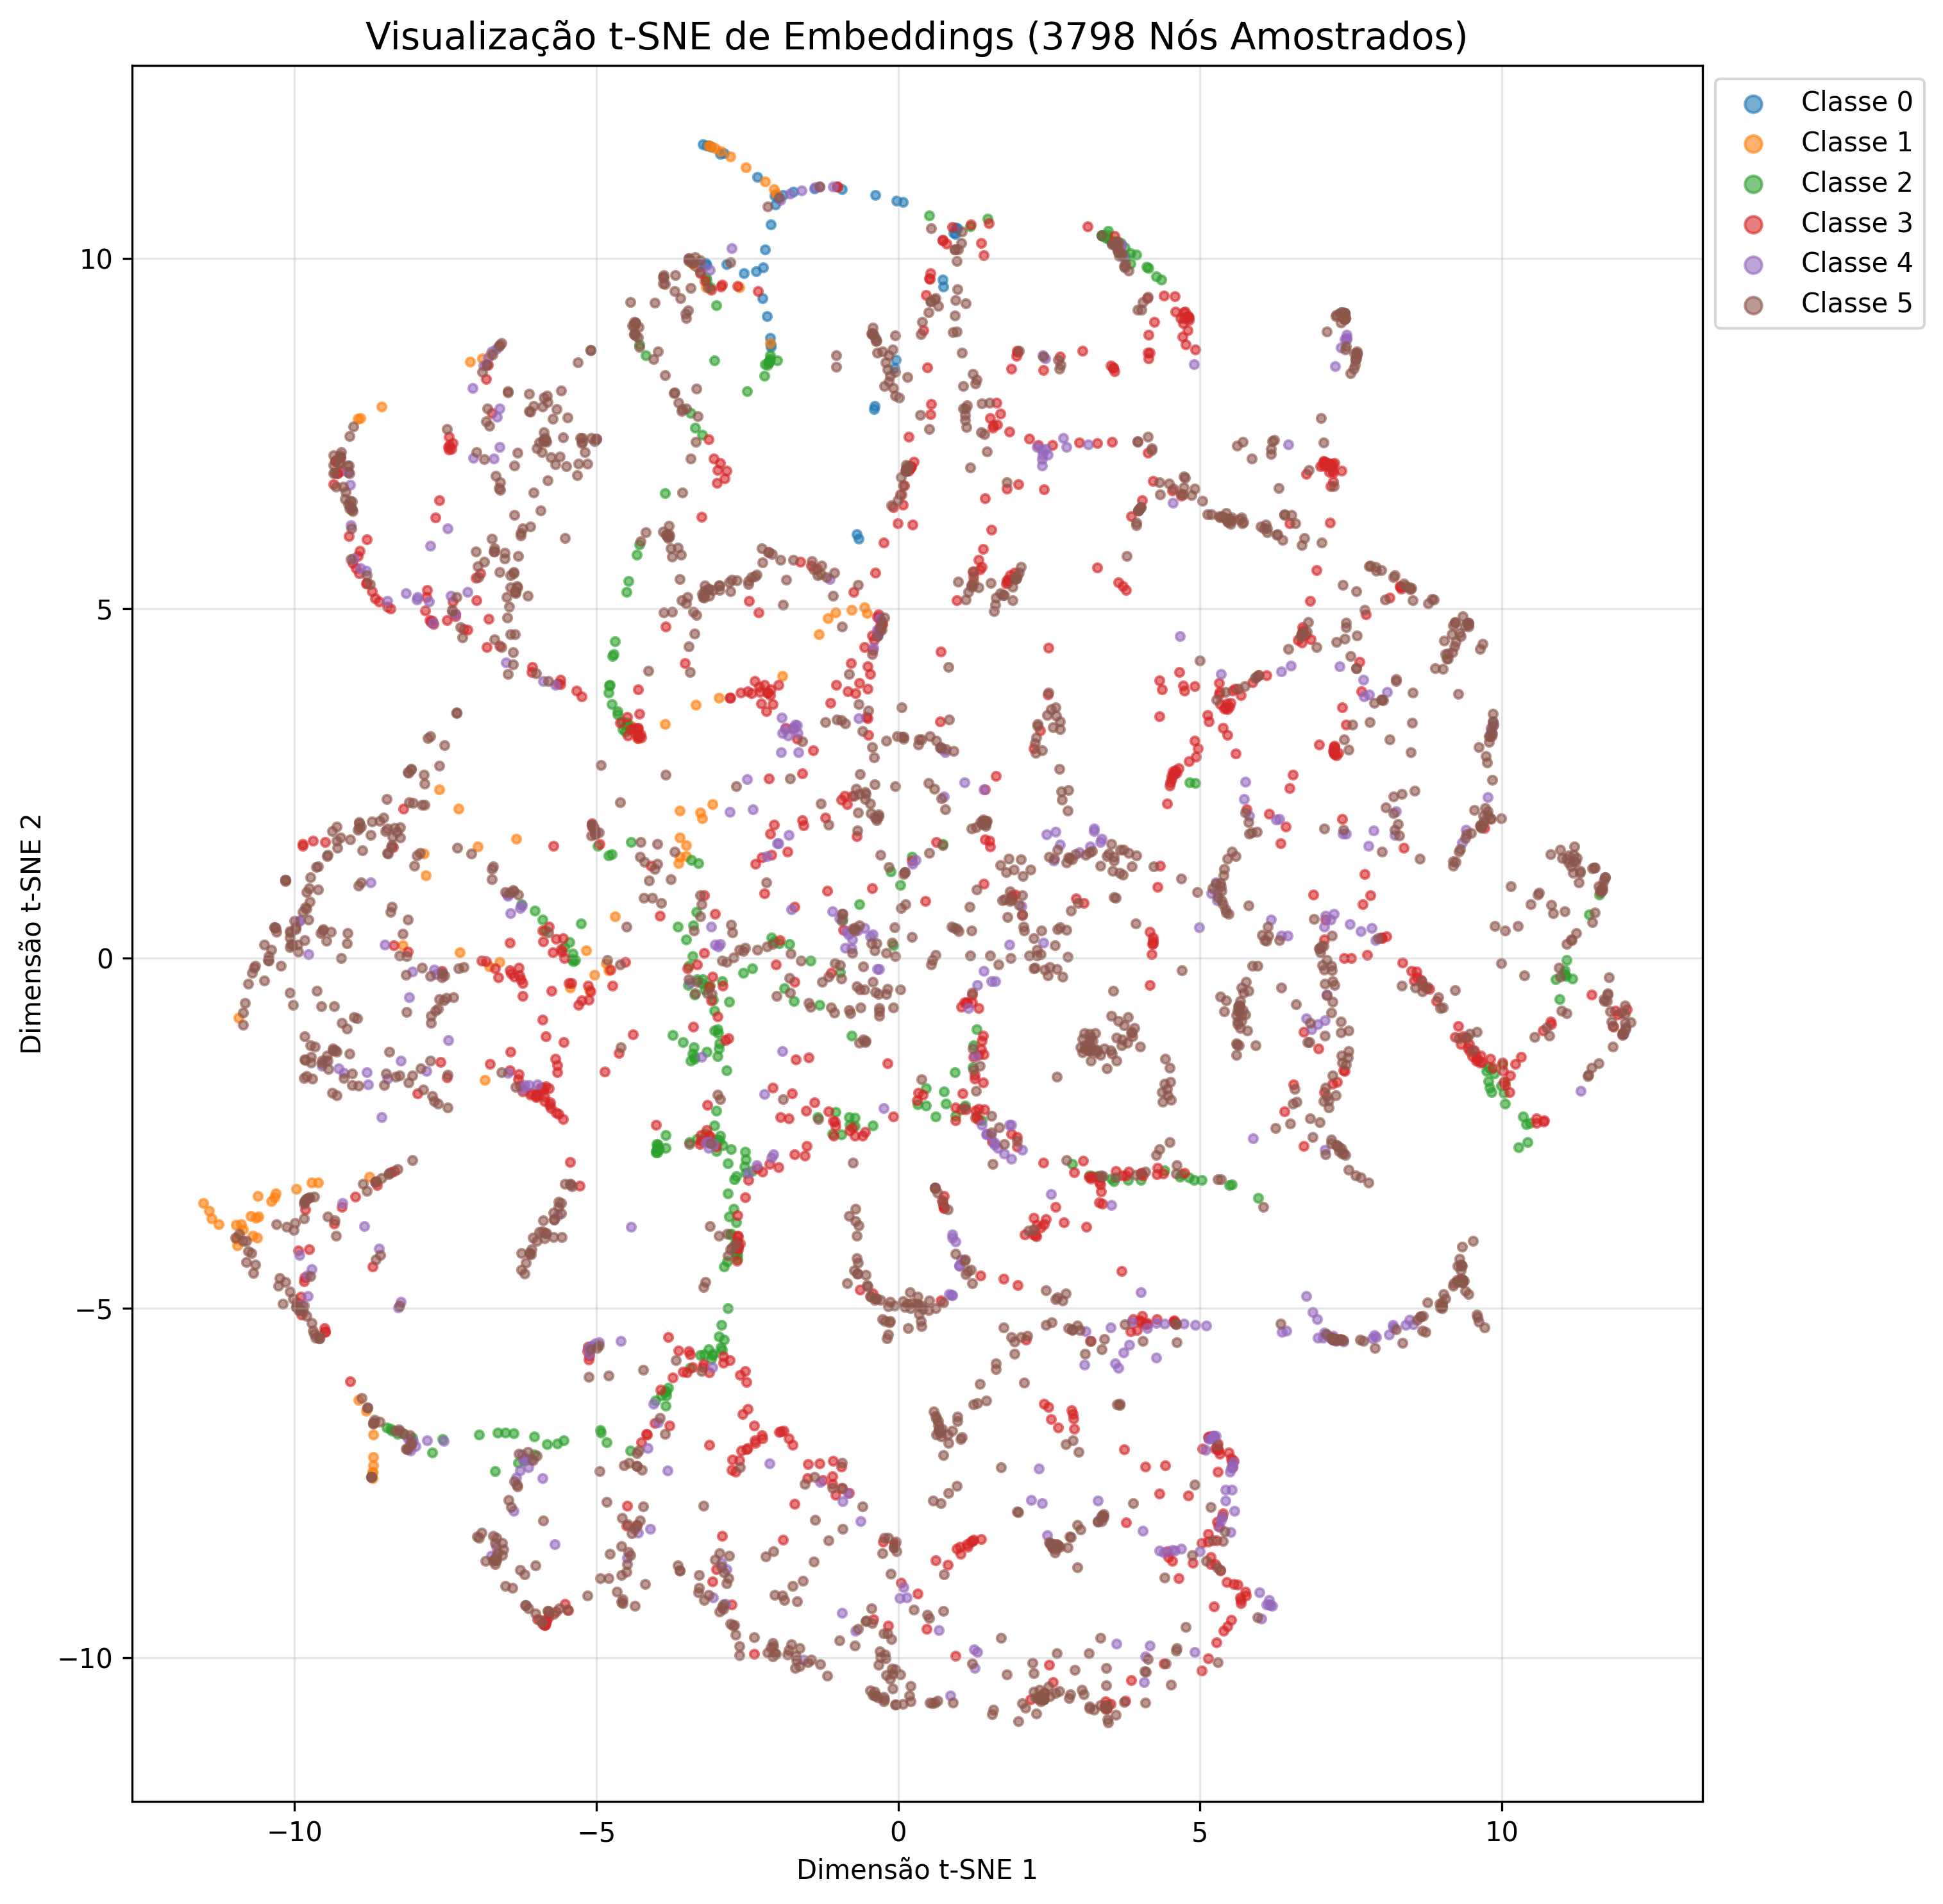 Visualização t-SNE de Embeddings (3798 Nós Amostrados)
Classe 0
Classe 1
Classe 2
Classe 3
Classe 4
Classe 5
10
5
0
−5
−10
Dimensão t-SNE 2
−10
−5
0
5
10
Dimensão t-SNE 1